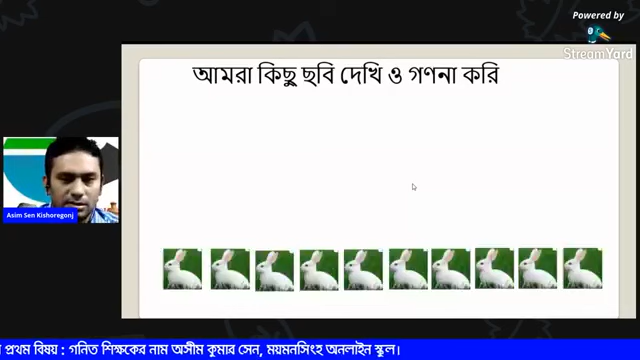 Powered by
StreamYard
আমরা কিছু ছবি দেখি ও গণনা করি
Asim Sen Kishoregonj
প্রথম বিষয় : গনিত শিক্ষকের নাম অসীম কুমার সেন, ময়মনসিংহ অনলাইন স্কুল।